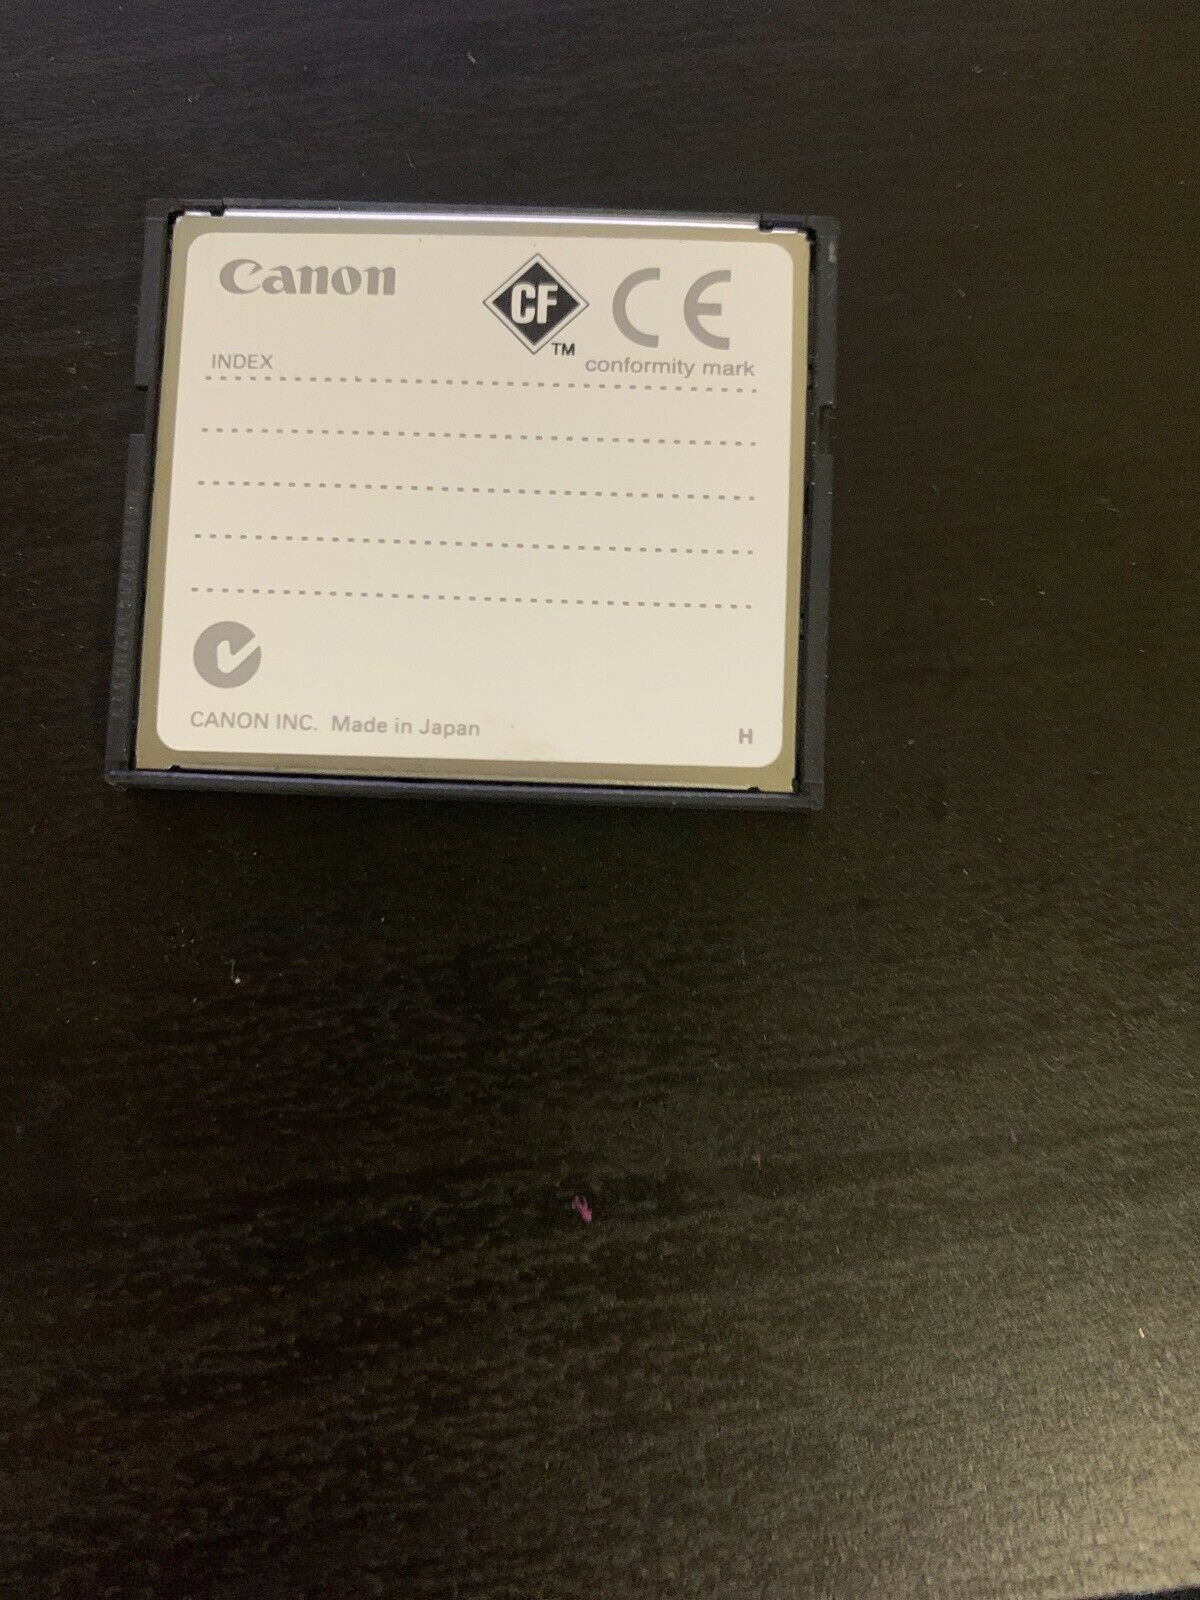 Canon
CF
TM
CE
INDEX
conformity mark
CANON INC. Made in Japan
H